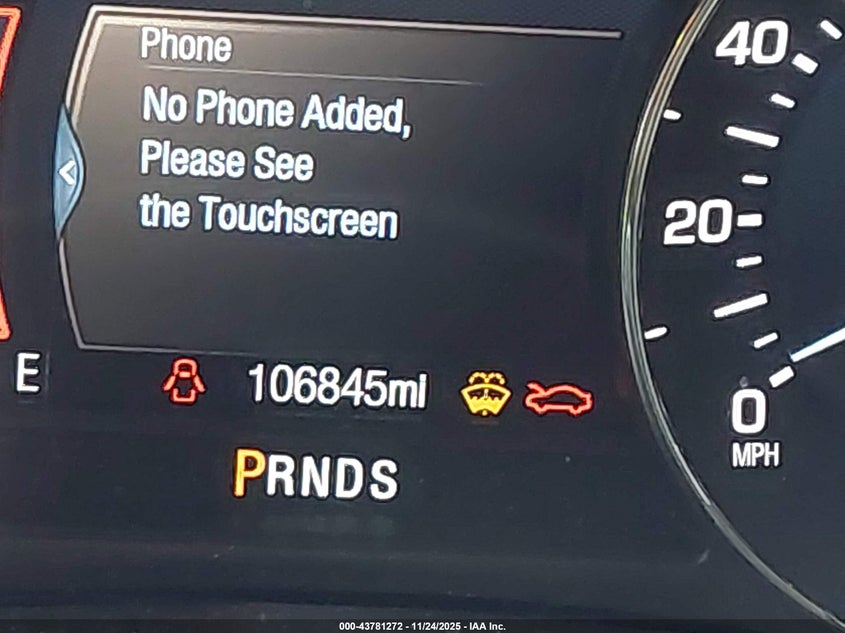 Phone
No Phone Added,
Please See
the Touchscreen
E
106845mi
PRNDS
40
20
0
MPH
000-43781272 - 11/24/2025 - IAA Inc.